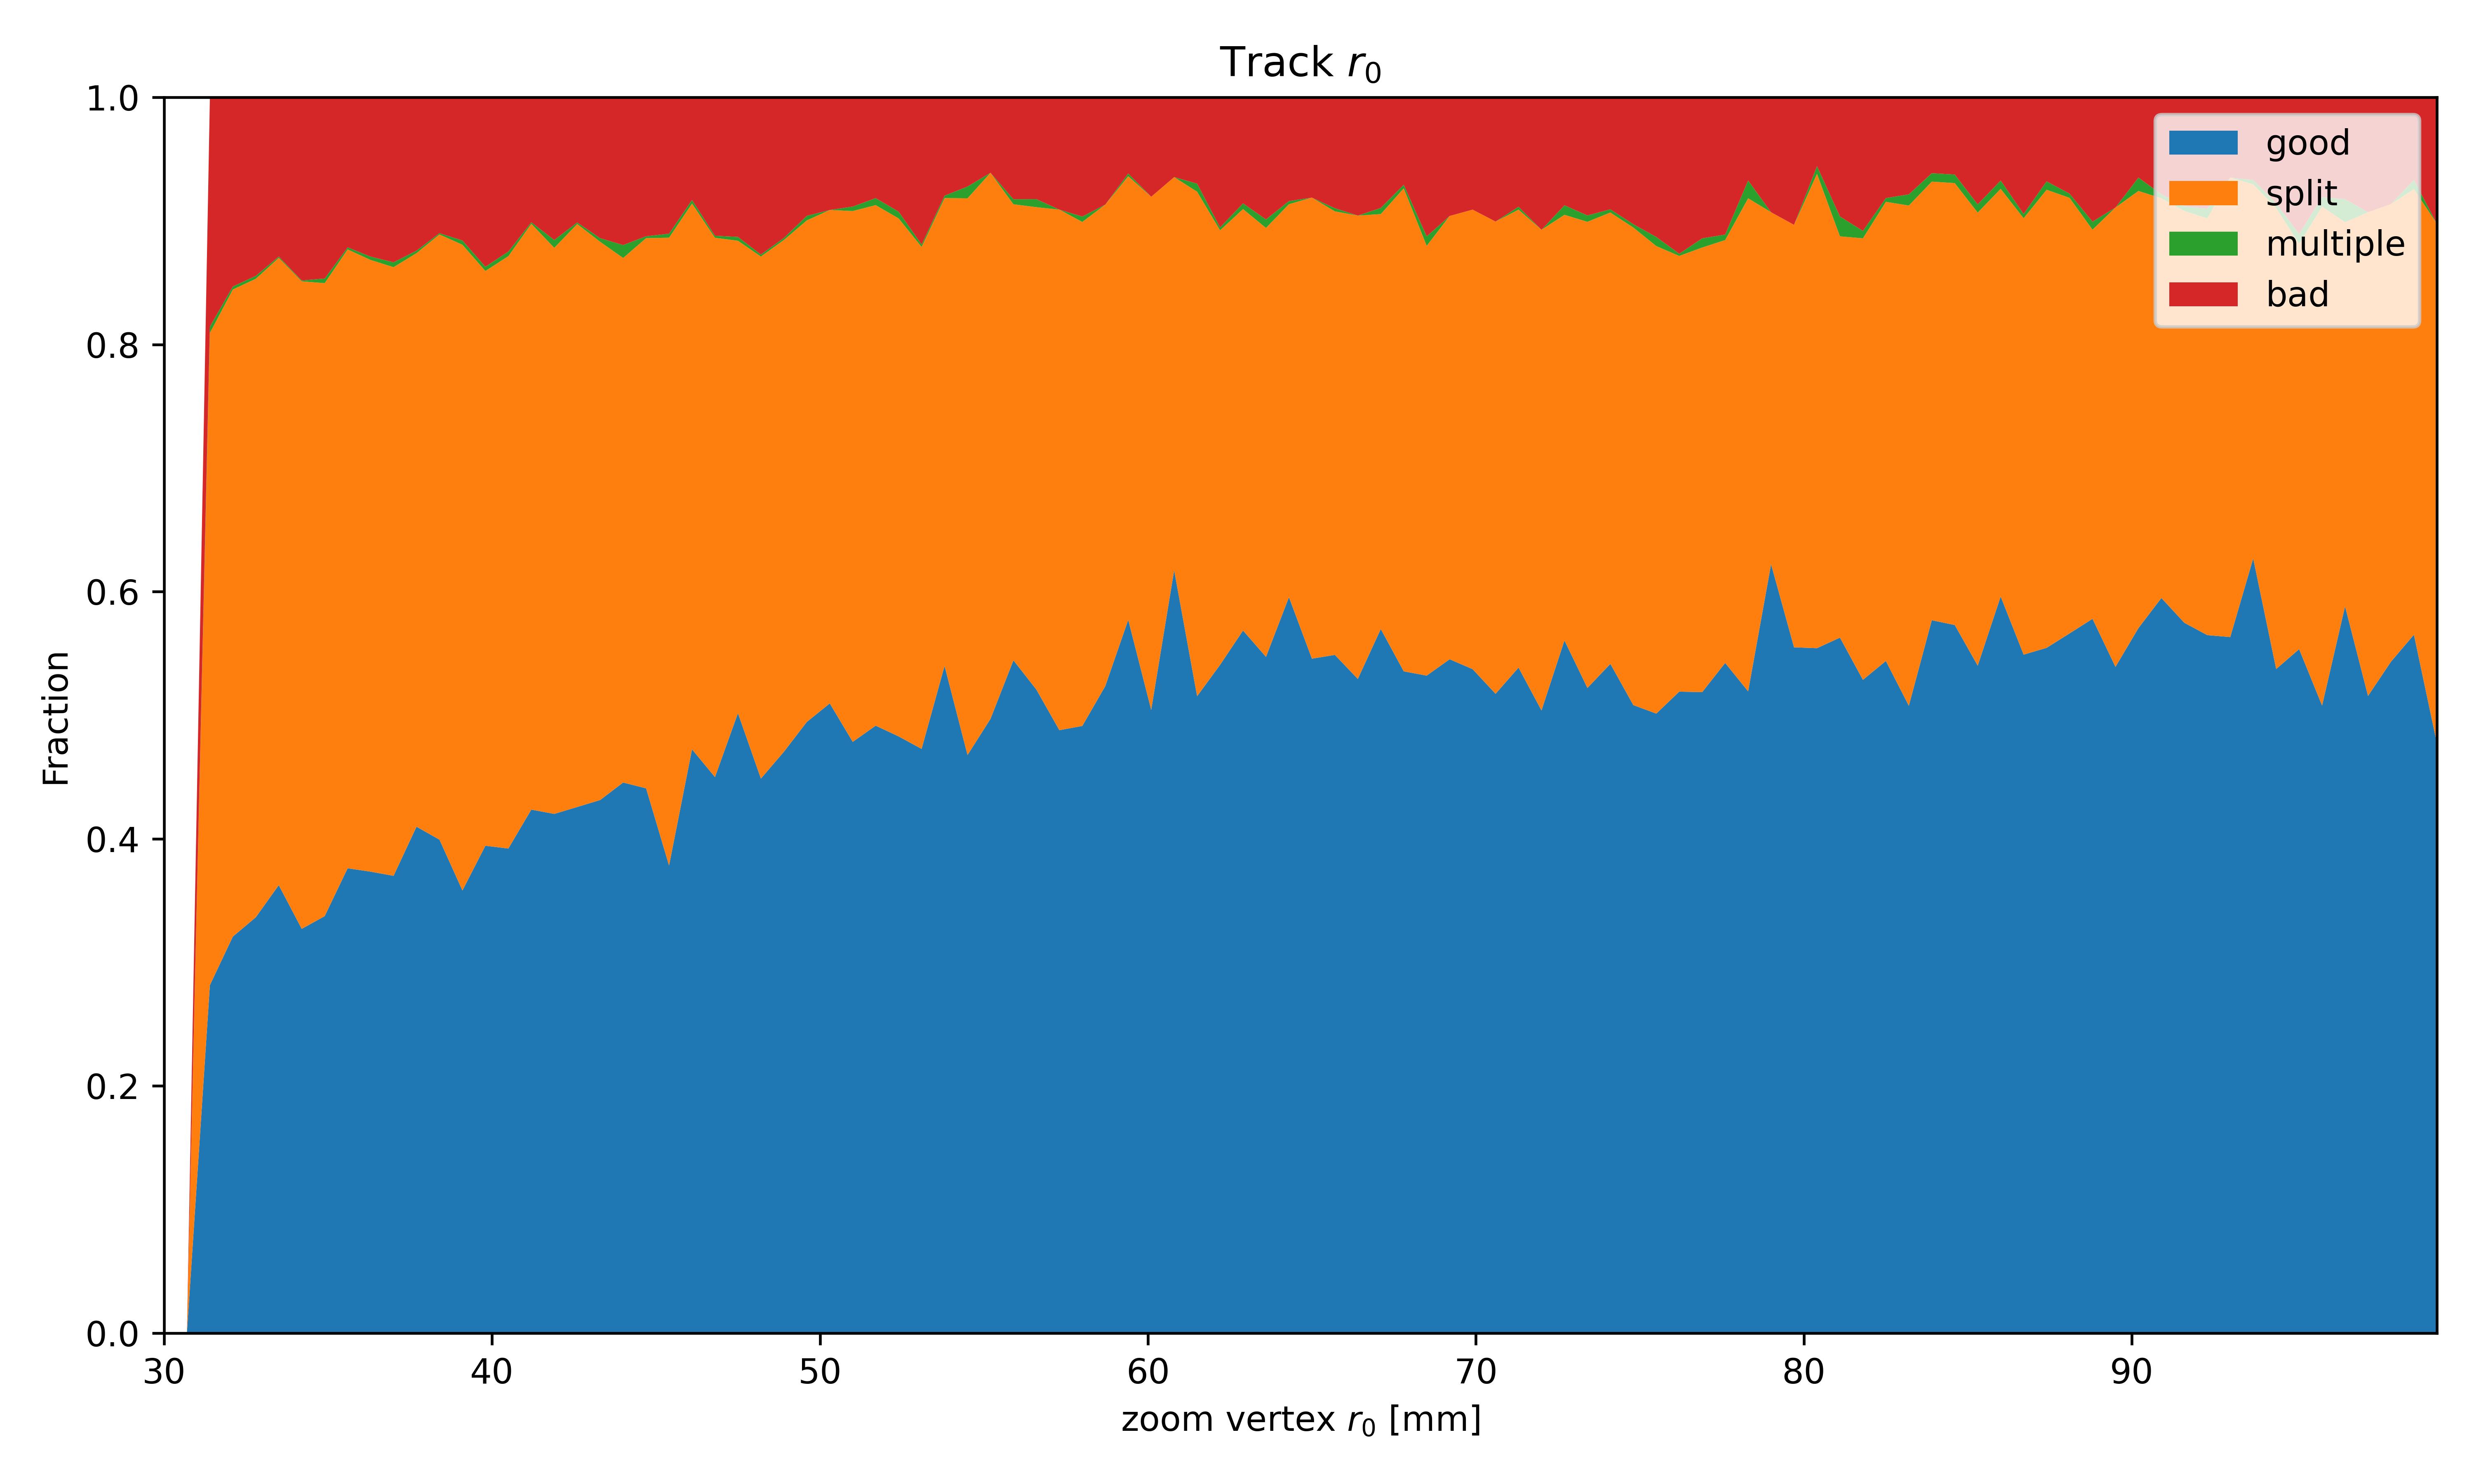 Track r₀
1.0
0.8
0.6
0.4
0.2
0.0
Fraction
good
split
multiple
bad
30 40 50 60 70 80 90
zoom vertex r₀ [mm]